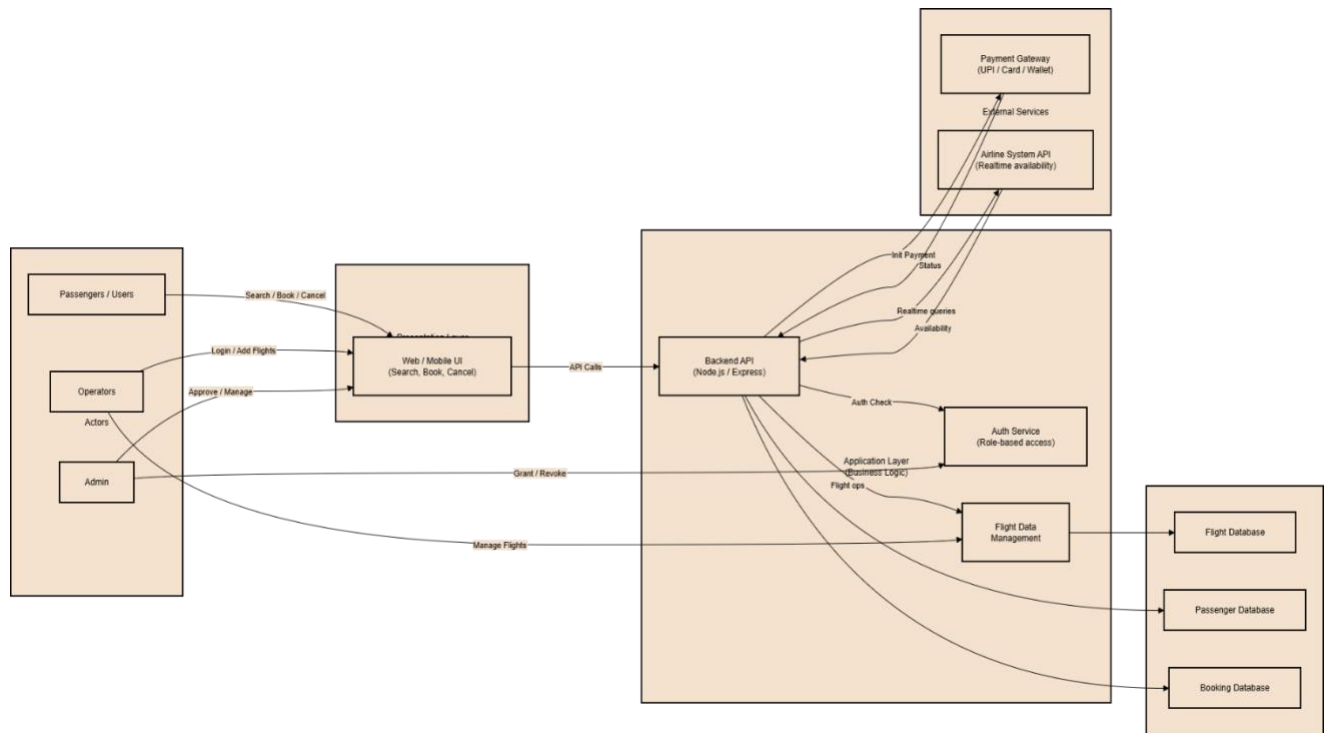 Payment Gateway
(UPI / Card / Wallet)
External Services
Airline System API
(Realtime availability)
Passengers / Users
Search / Book / Cancel
Login / Add Flights
Operators
Approve / Manage
Actors
Admin
Grant / Revoke
Manage Flights
Web / Mobile UI
(Search, Book, Cancel)
API Calls
Init Payment
Status
Realtime queries
Availability
Backend API
(Node.js / Express)
Auth Check
Auth Service
(Role-based access)
Application Layer
(Business Logic)
Flight ops
Flight Data
Management
Flight Database
Passenger Database
Booking Database